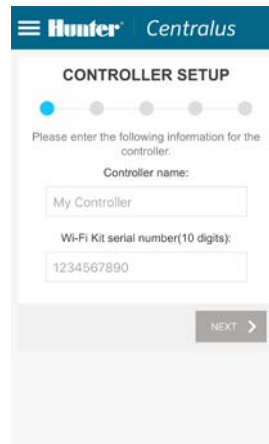 Hunter® Centralus
CONTROLLER SETUP
Please enter the following information for the
controller.
Controller name:
My Controller
Wi-Fi Kit serial number(10 digits):
1234567890
NEXT